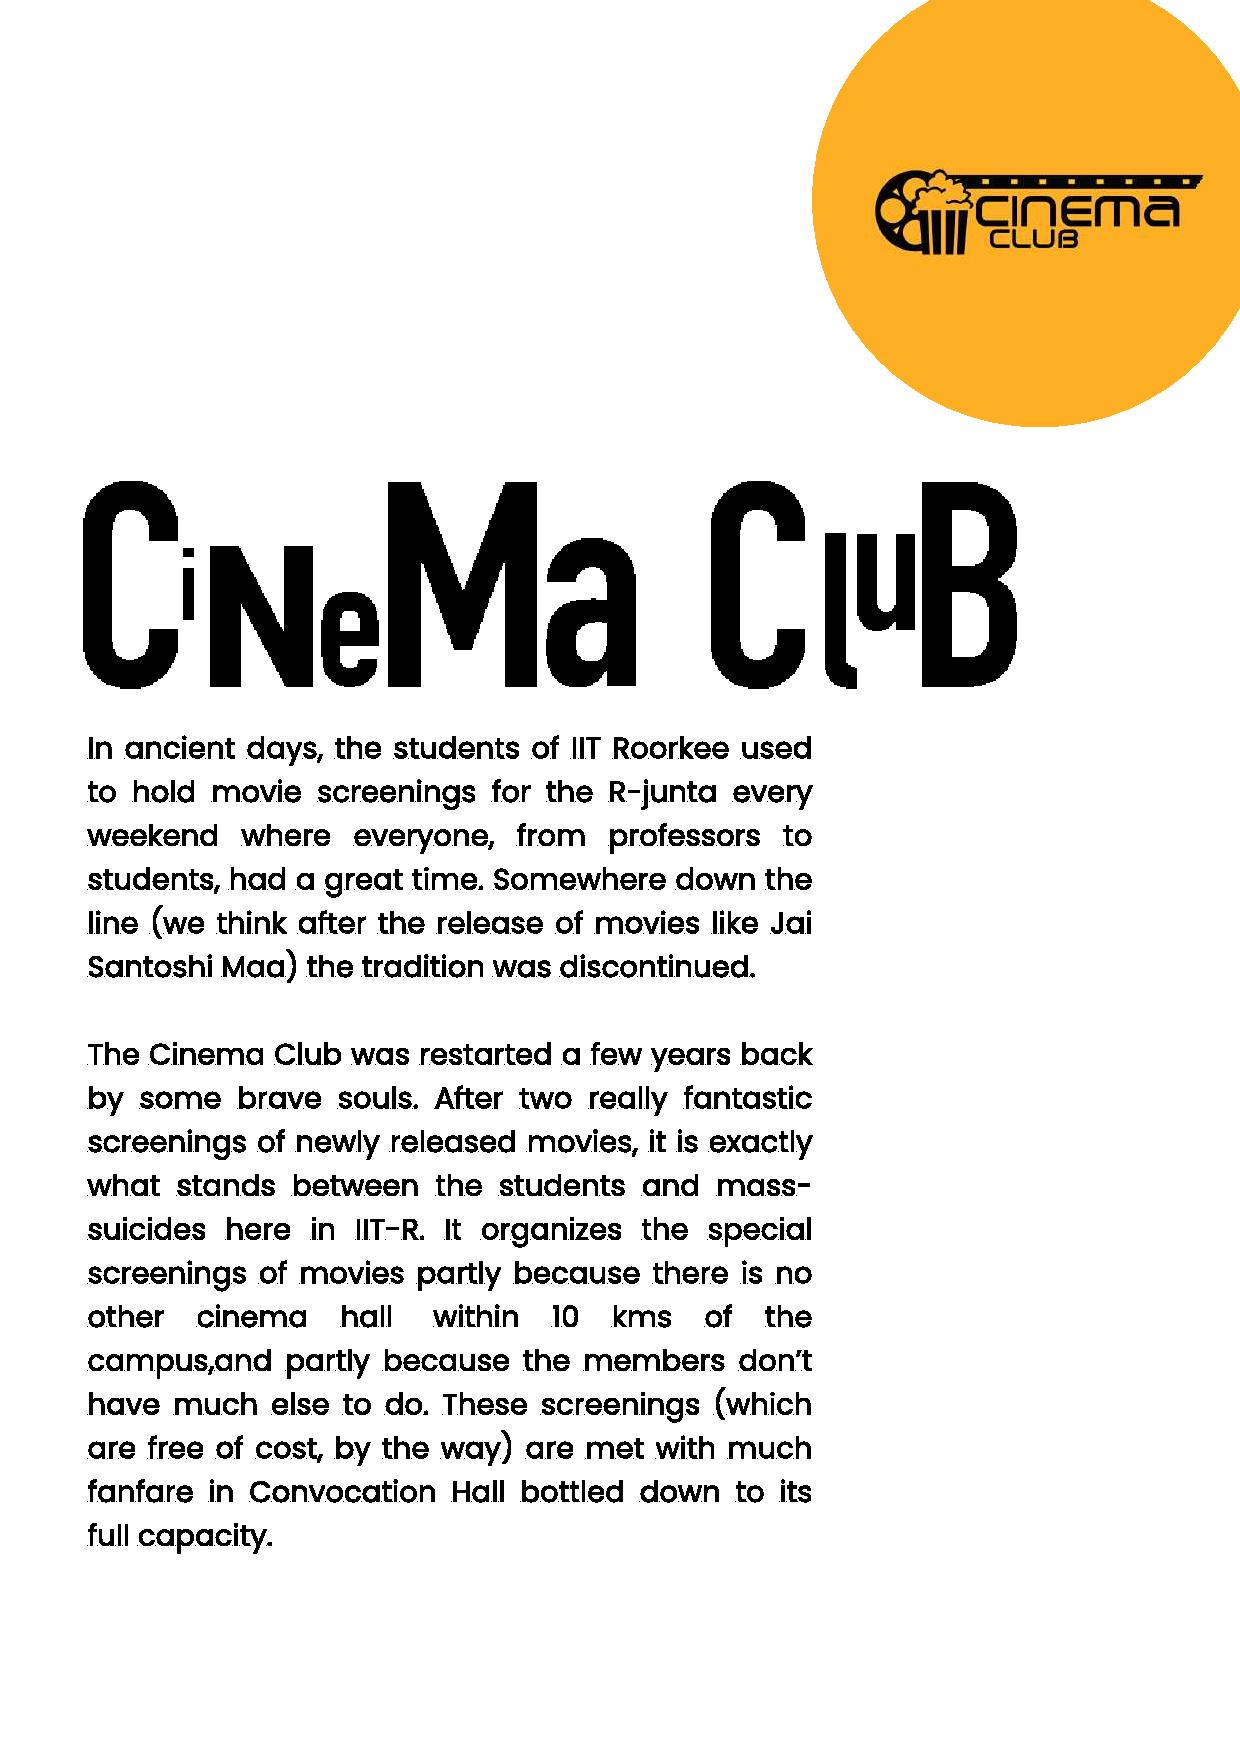 CINEMA
CLUB
CiNeMa CluB
In ancient days, the students of IIT Roorkee used
to hold movie screenings for the R-junta every
weekend where everyone, from professors to
students, had a great time. Somewhere down the
line (we think after the release of movies like Jai
Santoshi Maa) the tradition was discontinued.
The Cinema Club was restarted a few years back
by some brave souls. After two really fantastic
screenings of newly released movies, it is exactly
what stands between the students and mass-
suicides here in IIT-R. It organizes the special
screenings of movies partly because there is no
other cinema hall within 10 kms of the
campus,and partly because the members don't
have much else to do. These screenings (which
are free of cost, by the way) are met with much
fanfare in Convocation Hall bottled down to its
full capacity.